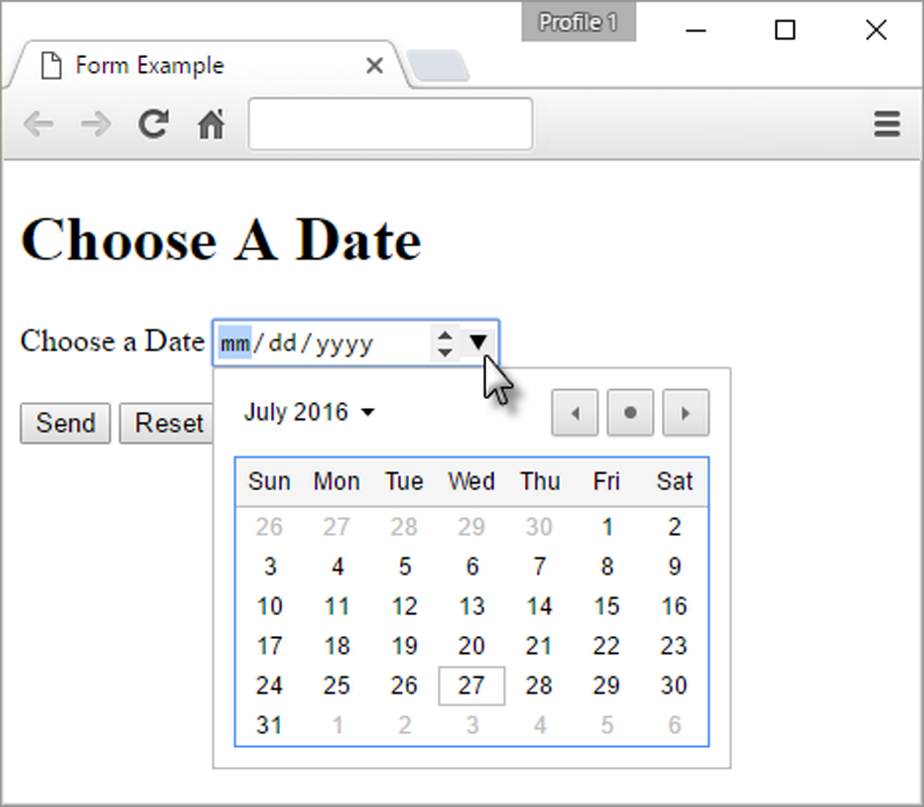 Profile 1
Form Example
Choose A Date
Choose a Date mm/dd/yyyy
July 2016
Send Reset
Sun Mon Tue Wed Thu Fri Sat
26 27 28 29 30 1 2
3 4 5 6 7 8 9
10 11 12 13 14 15 16
17 18 19 20 21 22 23
24 25 26 27 28 29 30
31 1 2 3 4 5 6